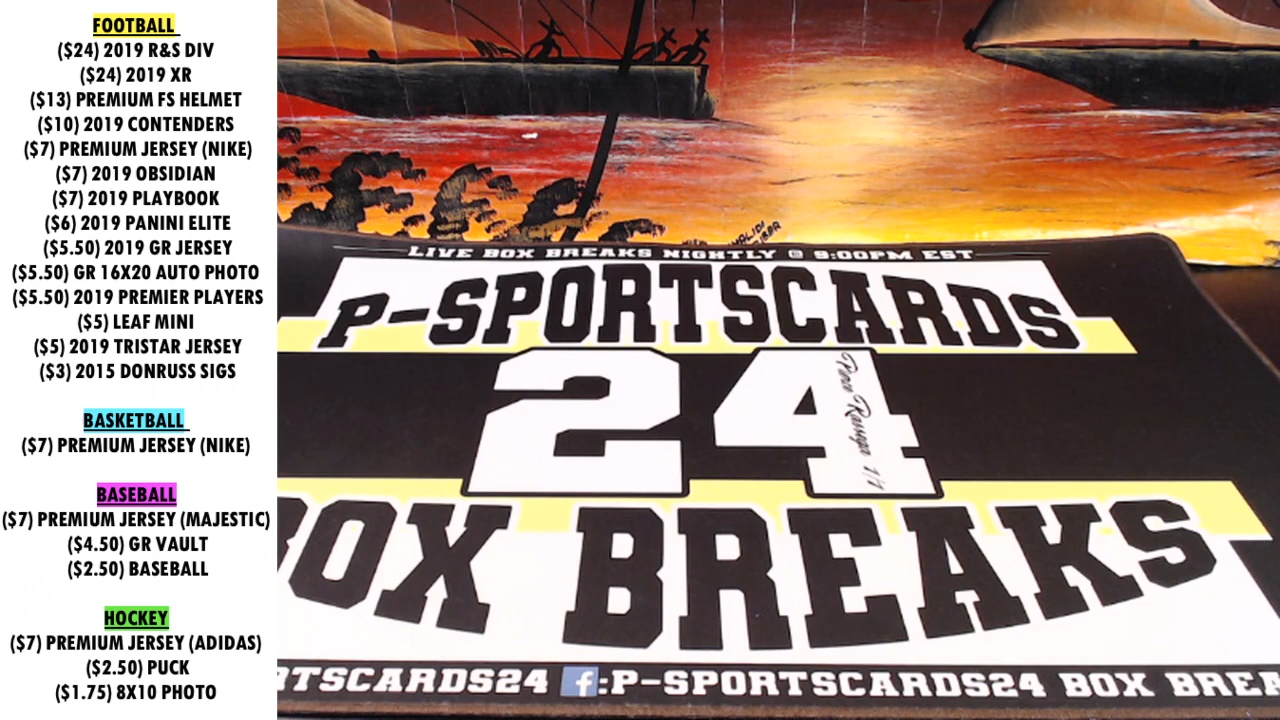 FOOTBALL
($24) 2019 R&S DIV
($24) 2019 XR
($13) PREMIUM FS HELMET
($10) 2019 CONTENDERS
($7) PREMIUM JERSEY (NIKE)
($7) 2019 OBSIDIAN
($7) 2019 PLAYBOOK
($6) 2019 PANINI ELITE
($5.50) 2019 GR JERSEY
($5.50) GR 16X20 AUTO PHOTO
($5.50) 2019 PREMIER PLAYERS
($5) LEAF MINI
($5) 2019 TRISTAR JERSEY
($3) 2015 DONRUSS SIGS
BASKETBALL
($7) PREMIUM JERSEY (NIKE)
BASEBALL
($7) PREMIUM JERSEY (MAJESTIC)
($4.50) GR VAULT
($2.50) BASEBALL
HOCKEY
($7) PREMIUM JERSEY (ADIDAS)
($2.50) PUCK
($1.75) 8X10 PHOTO
LIVE BOX BREAKS NIGHTLY @ 9:00PM EST
P-SPORTSCARDS
24
BOX BREAKS
RTSCARDS24 f:P-SPORTSCARDS24 BOX BREA